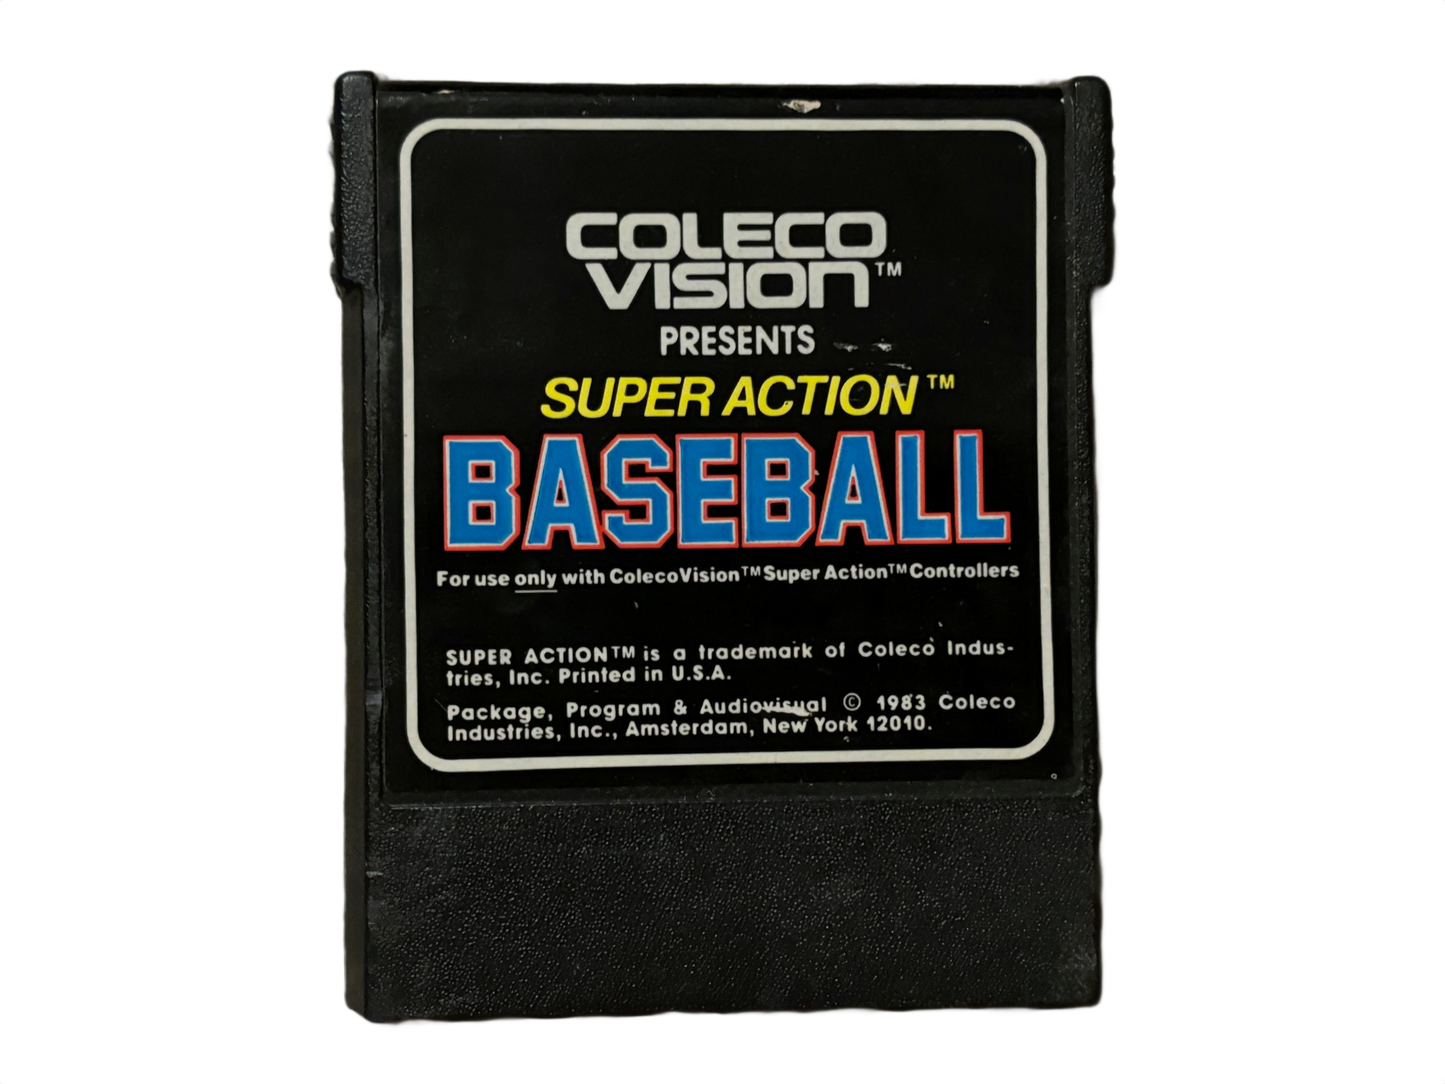 COLECO
VISION™
PRESENTS
SUPER ACTION™
BASEBALL
For use only with ColecoVision™ Super Action™ Controllers
SUPER ACTION™ is a trademark of Coleco Indus-
tries, Inc. Printed in U.S.A.
Package, Program & Audiovisual © 1983 Coleco
Industries, Inc., Amsterdam, New York 12010.